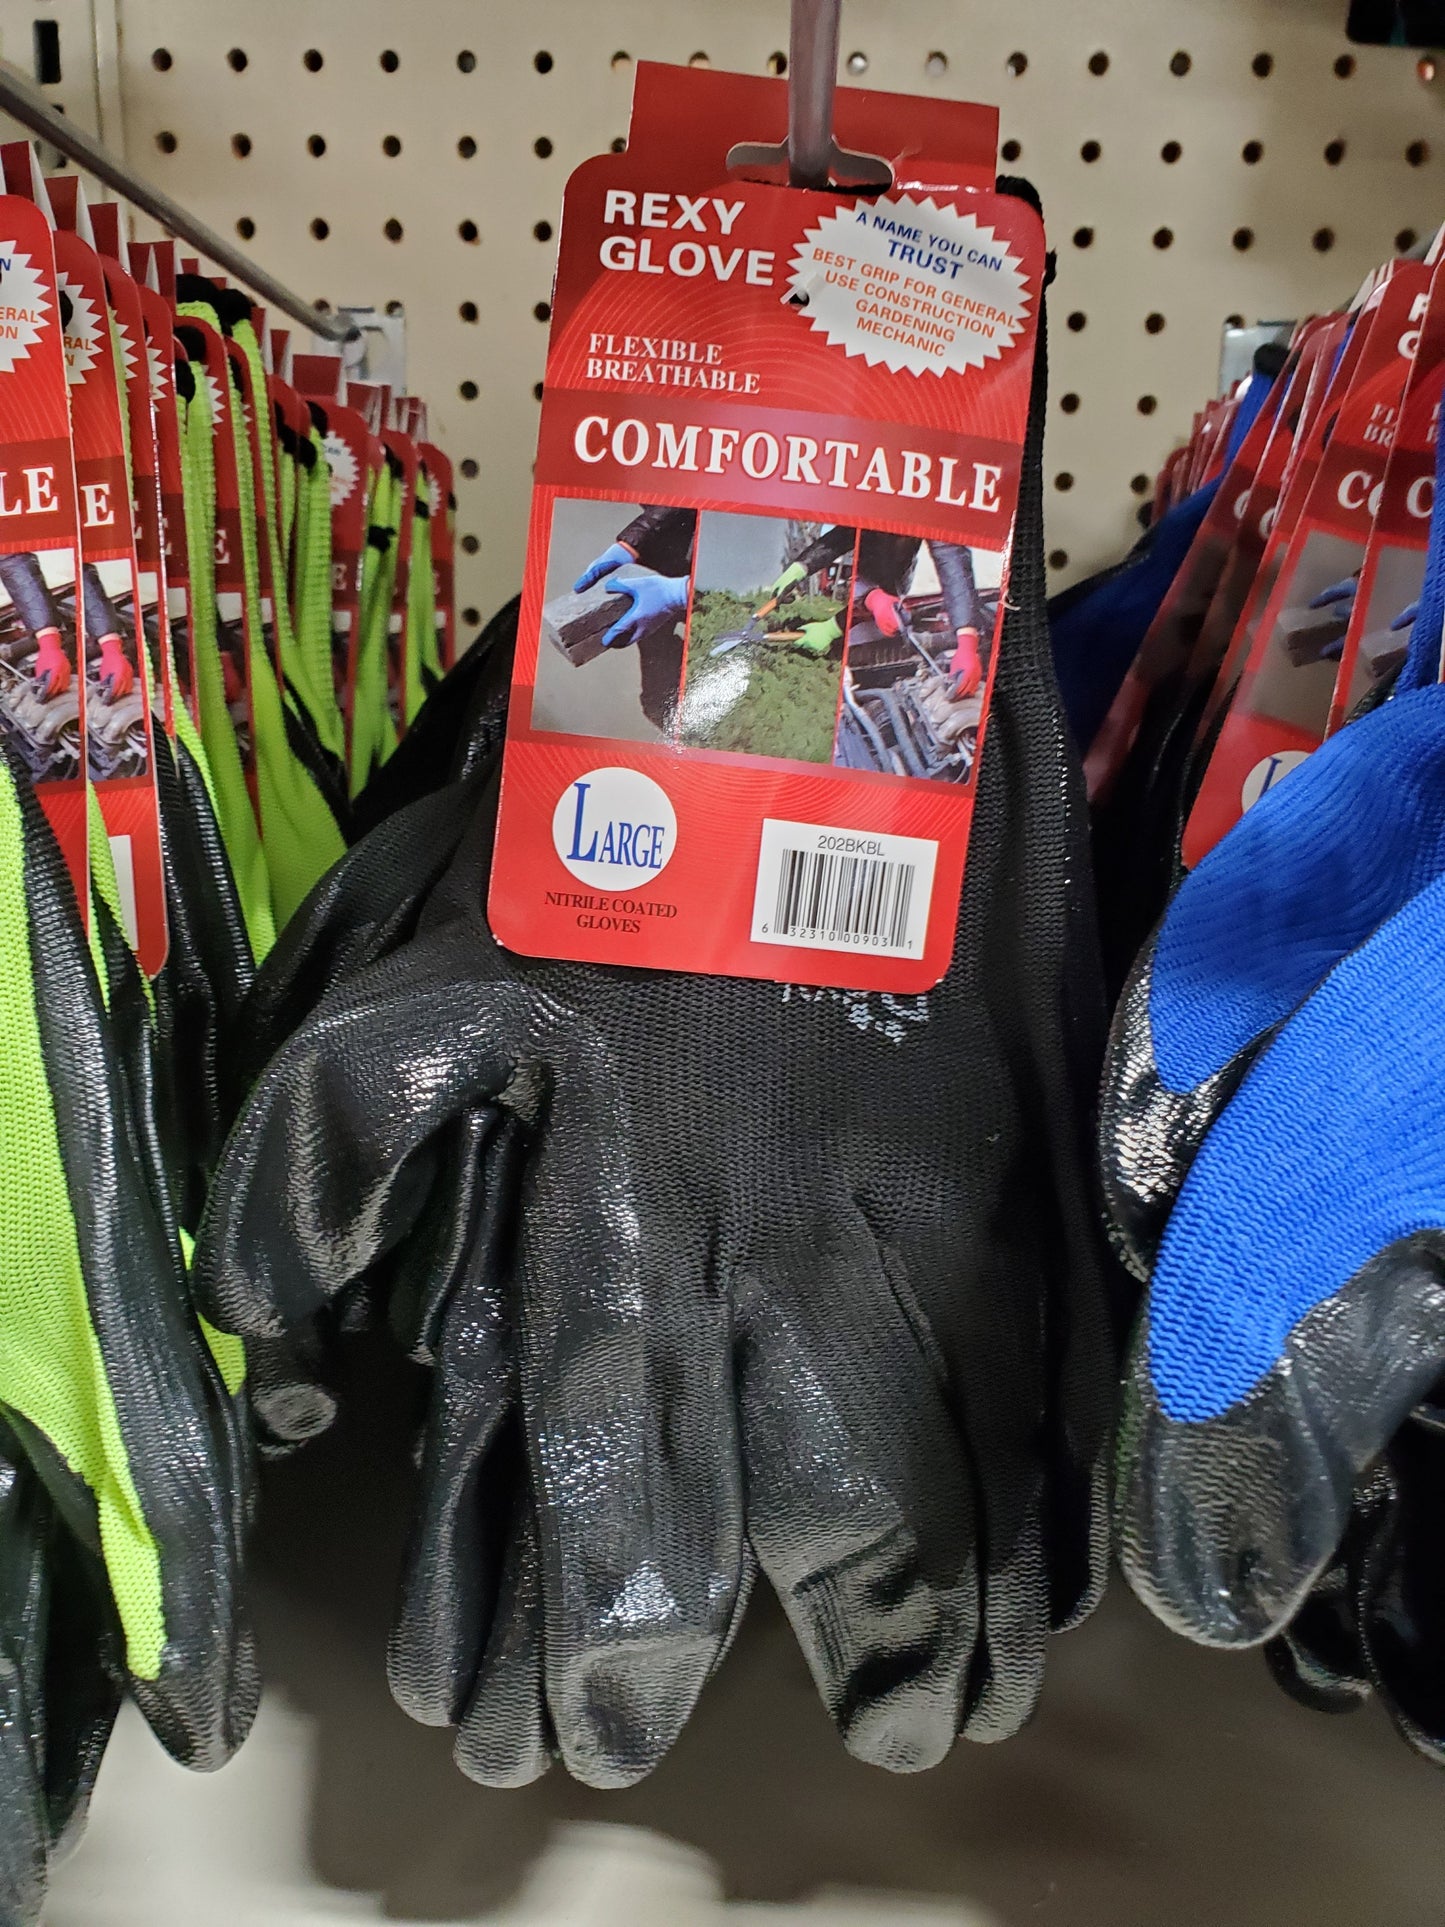 REXY
GLOVE
A NAME YOU CAN
TRUST
BEST GRIP FOR GENERAL
USE CONSTRUCTION
GARDENING
MECHANIC
FLEXIBLE
BREATHABLE
COMFORTABLE
LARGE
NITRILE COATED
GLOVES
202BKBL
6 32310 00903 1